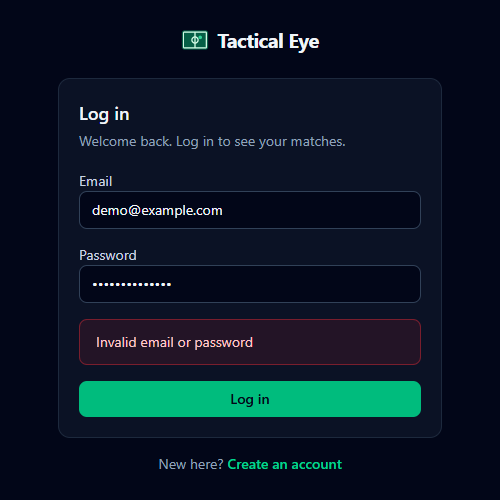 Tactical Eye
Log in
Welcome back. Log in to see your matches.
Email
demo@example.com
Password
••••••••••••••
Invalid email or password
Log in
New here? Create an account